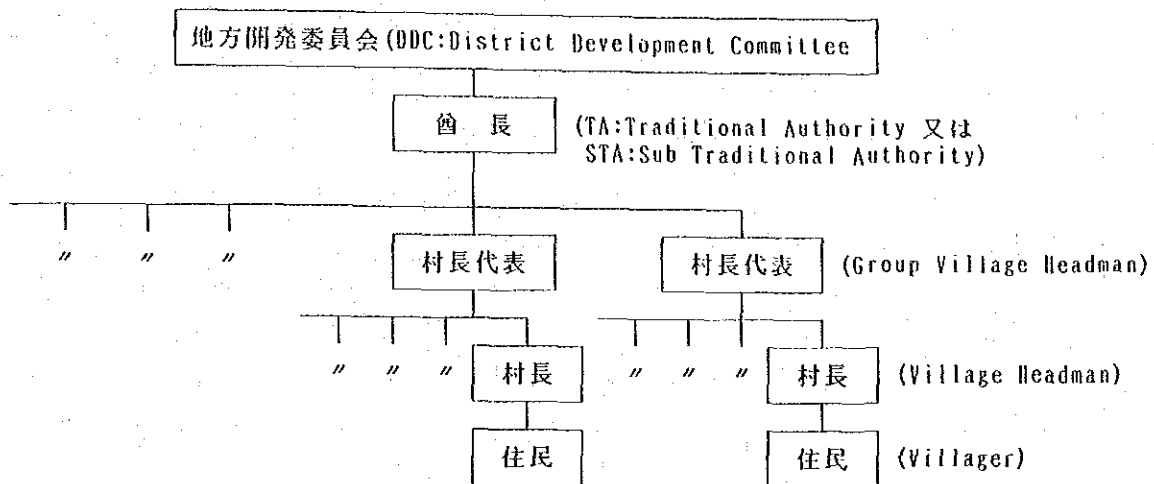 地方開発委員会(DDC:District Development Committee
酋 長 (TA:Traditional Authority 又は
STA:Sub Traditional Authority)
〃 〃 〃 村長代表 村長代表 (Group Village Headman)
〃 〃 〃 村長 〃 〃 〃 村長 (Village Headman)
住民 住民 (Villager)